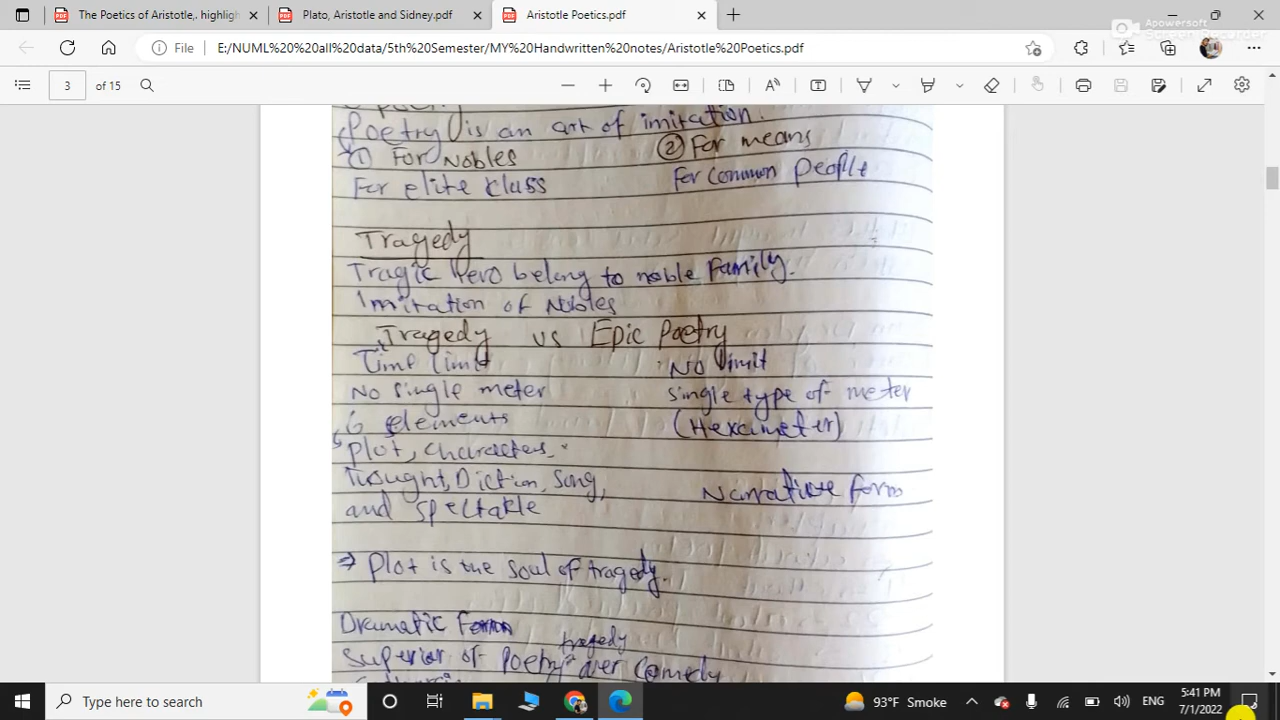 The Poetics of Aristotle,. highligh
Plato, Aristotle and Sidney.pdf
Aristotle Poetics.pdf
Apowersoft
Screen Recorder
File
E:/NUML%20%20all%20data/5th%20Semester/MY%20Handwritten%20notes/Aristotle%20Poetics.pdf
3 of 15
Poetry is an art of imitation.
① For Nobles ② For means
For elite class For common people
Tragedy
Tragic hero belong to noble Family.
Imitation of Nobles
Tragedy vs Epic Poetry
Time limit No limit
No single meter single type of meter
6 elements (Hexcimeter)
Plot, characters,
Thought, Diction, Song, Narrative form
and Spectakle
⇒ Plot is the soul of tragedy.
Dramatic Form
tragedy
Superior of Poetry over comedy
Type here to search
93°F Smoke
ENG
5:41 PM
7/1/2022